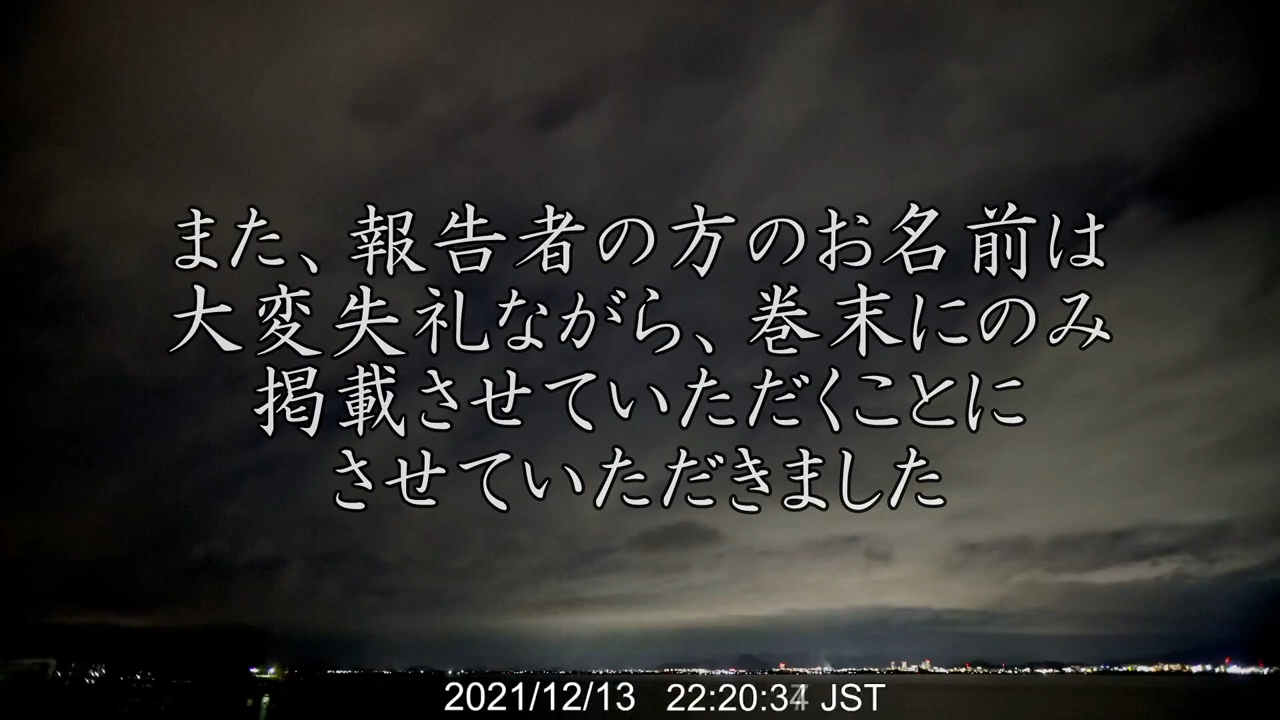 また、報告者の方のお名前は
大変失礼ながら、巻末にのみ
掲載させていただくことに
させていただきました
2021/12/13 22:20:34 JST